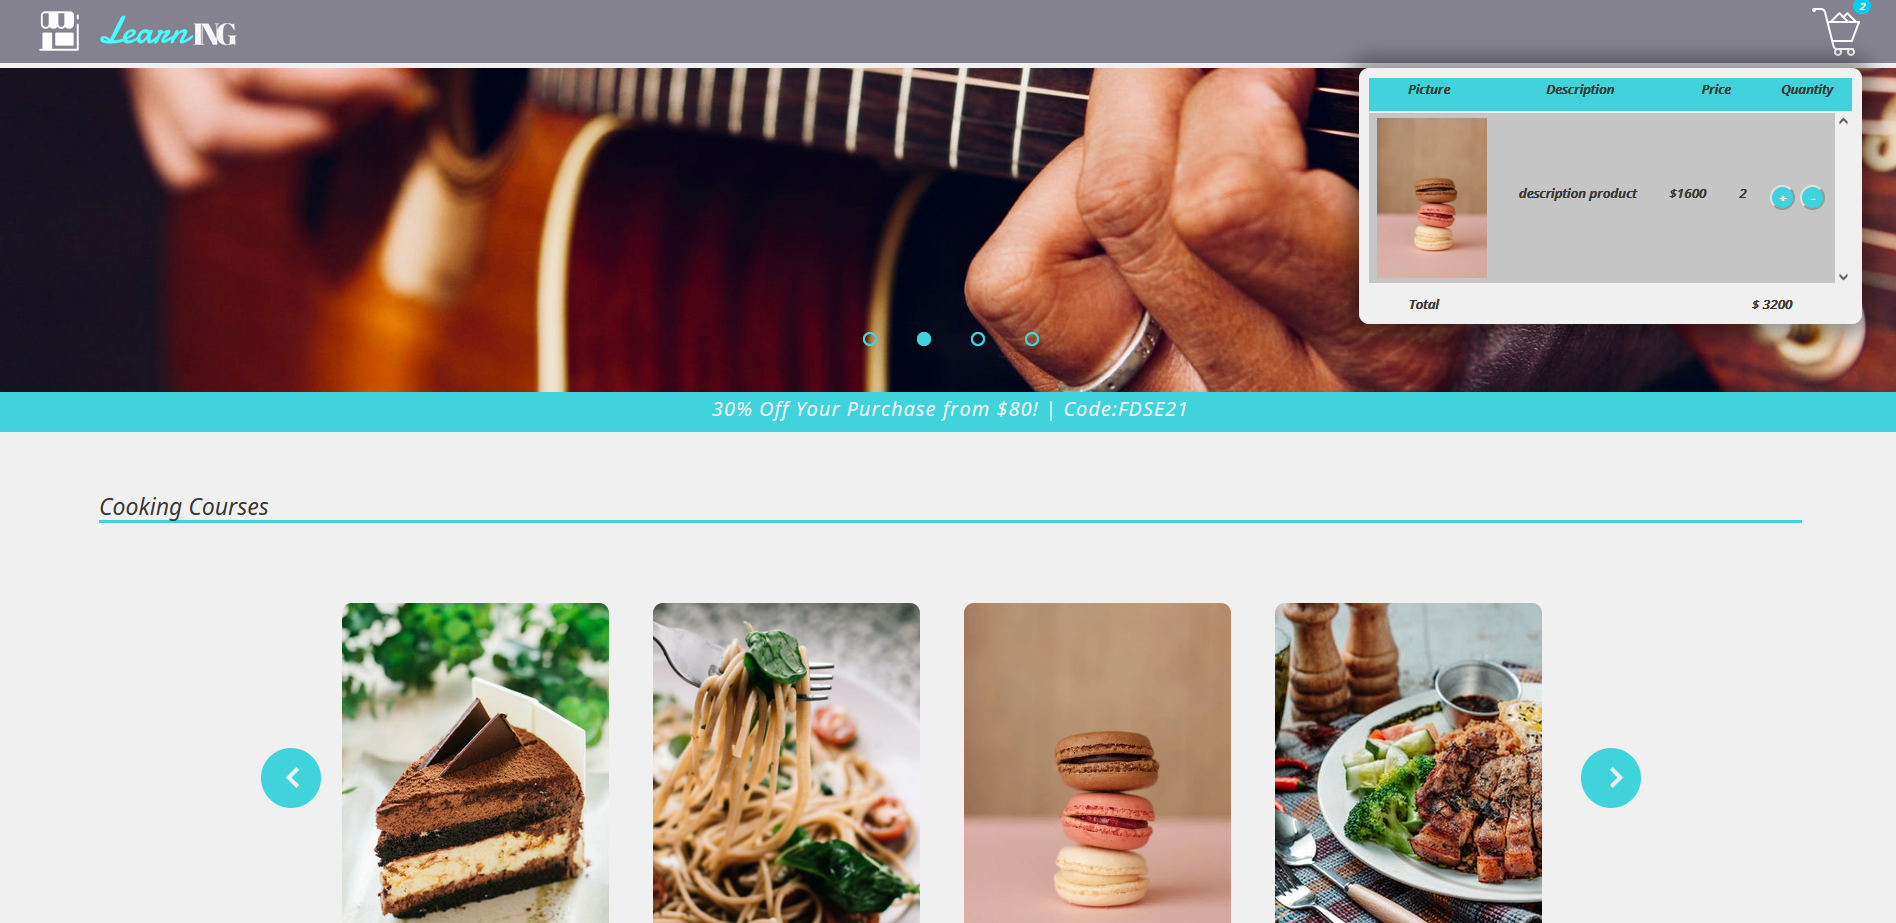 LearnING
2
Picture Description Price Quantity
description product $1600 2 + -
Total $ 3200
30% Off Your Purchase from $80! | Code:FDSE21
Cooking Courses